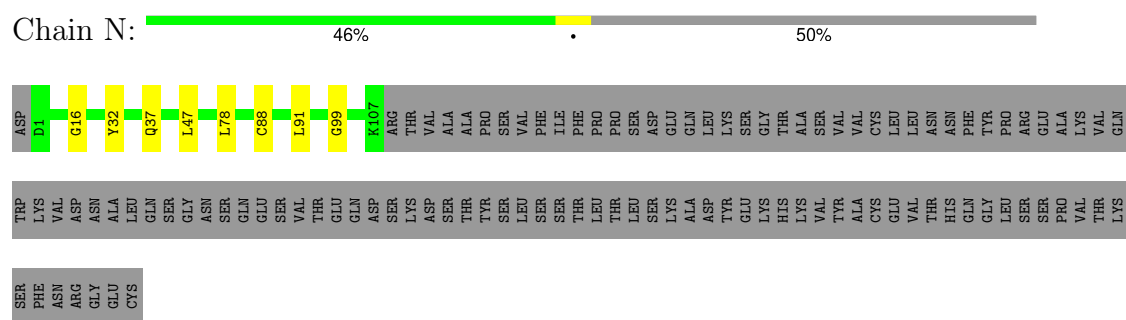 Chain N:
46% • 50%
ASP D1 G16 Y32 Q37 L47 L78 C88 L91 G99 K107 ARG THR VAL ALA ALA PRO SER VAL PHE ILE PHE PRO PRO SER ASP GLU GLN LEU LYS SER GLY THR ALA SER VAL VAL CYS LEU LEU ASN ASN PHE TYR PRO ARG GLU ALA LYS VAL GLN
TRP LYS VAL ASP ASN ALA LEU GLN SER GLY ASN SER GLN GLU SER VAL THR GLU GLN ASP SER LYS ASP SER THR TYR SER LEU SER SER THR LEU THR LEU SER LYS ALA ASP TYR GLU LYS HIS LYS VAL TYR ALA CYS GLU VAL THR HIS GLN GLY LEU SER SER PRO VAL THR LYS
SER PHE ASN ARG GLY GLU CYS